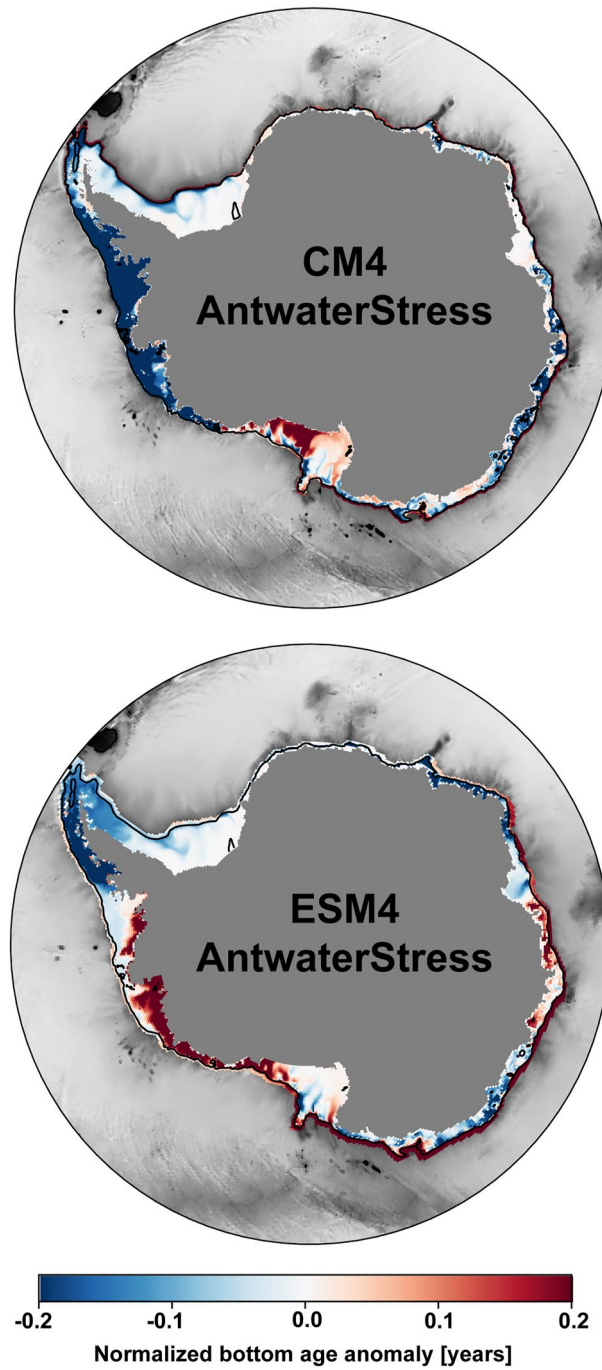 CM4
AntwaterStress
ESM4
AntwaterStress
-0.2 -0.1 0.0 0.1 0.2
Normalized bottom age anomaly [years]